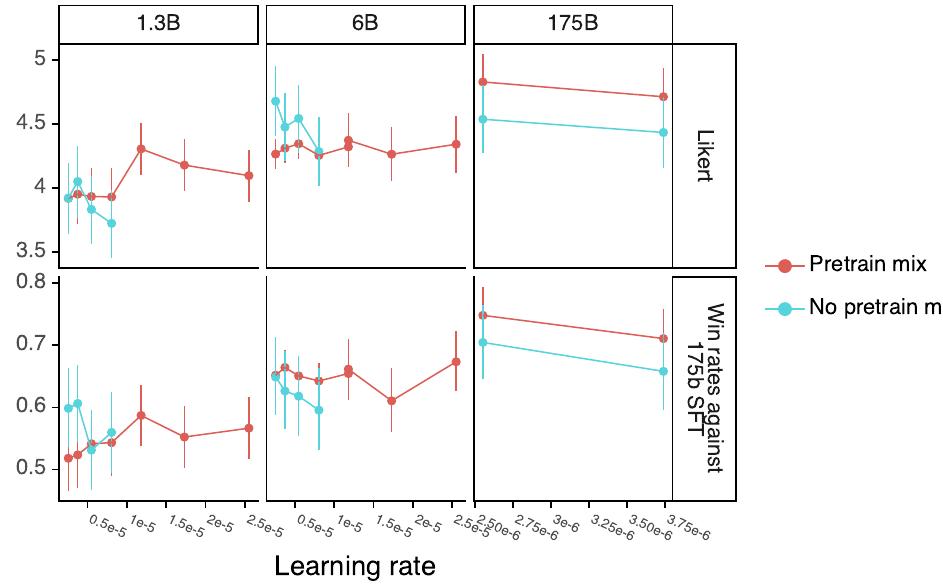 1.3B 6B 175B
5
4.5
4
3.5
Likert
0.8
0.7
0.6
0.5
Win rates against
175b SFT
Pretrain mix
No pretrain m
0.5e-5 1e-5 1.5e-5 2e-5 2.5e-5 0.5e-5 1e-5 1.5e-5 2e-5 2.5e-5 2.50e-6 2.75e-6 3e-6 3.25e-6 3.50e-6 3.75e-6
Learning rate